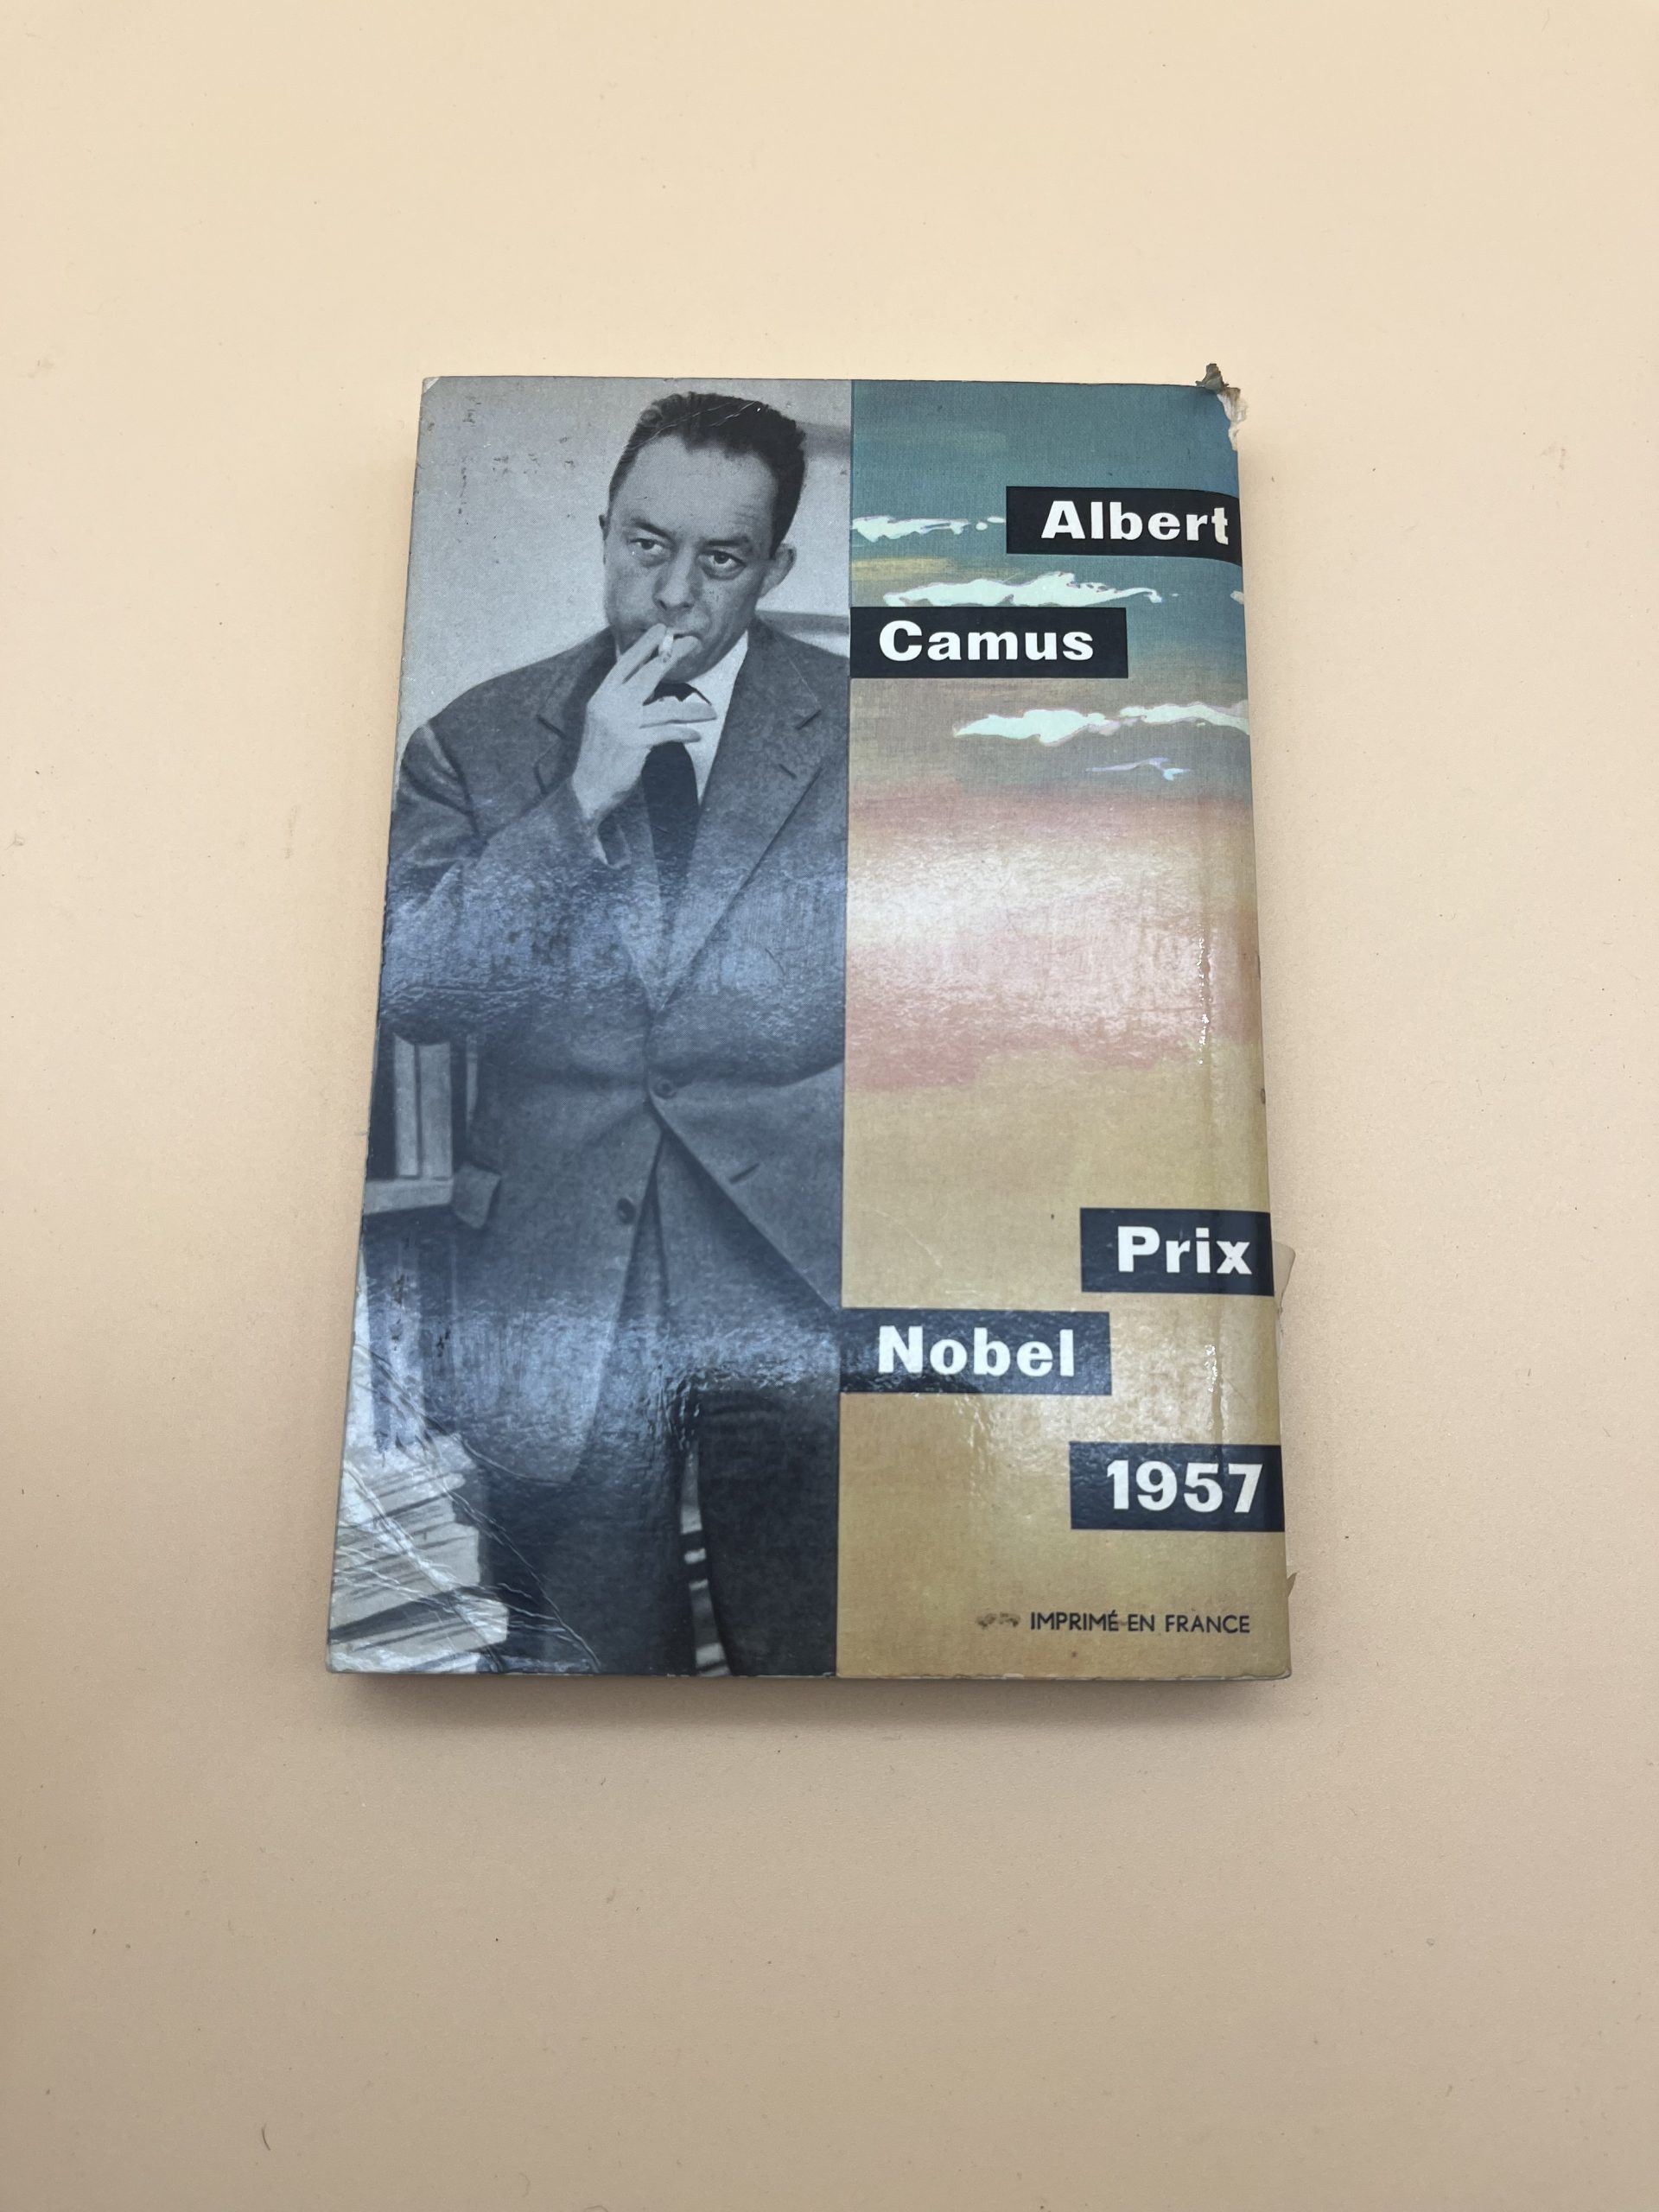 Albert
Camus
Prix
Nobel
1957
IMPRIMÉ EN FRANCE